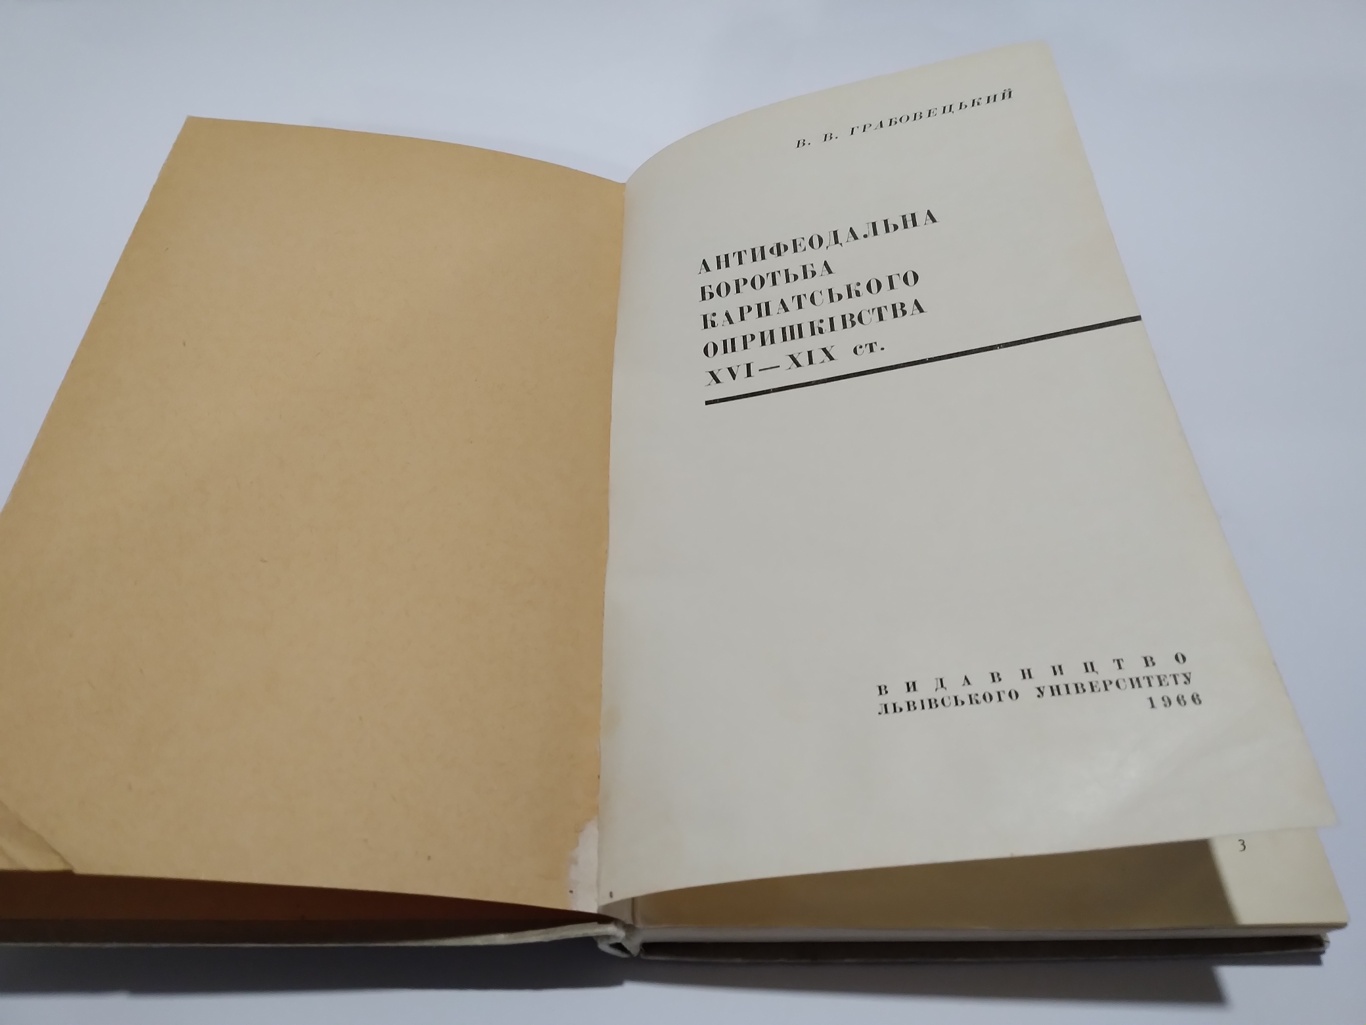 В. В. ГРАБОВЕЦЬКИЙ
АНТИФЕОДАЛЬНА
БОРОТЬБА
КАРПАТСЬКОГО
ОПРИШКІВСТВА
XVI—XIX ст.
ВИДАВНИЦТВО
ЛЬВІВСЬКОГО УНІВЕРСИТЕТУ
1966
3